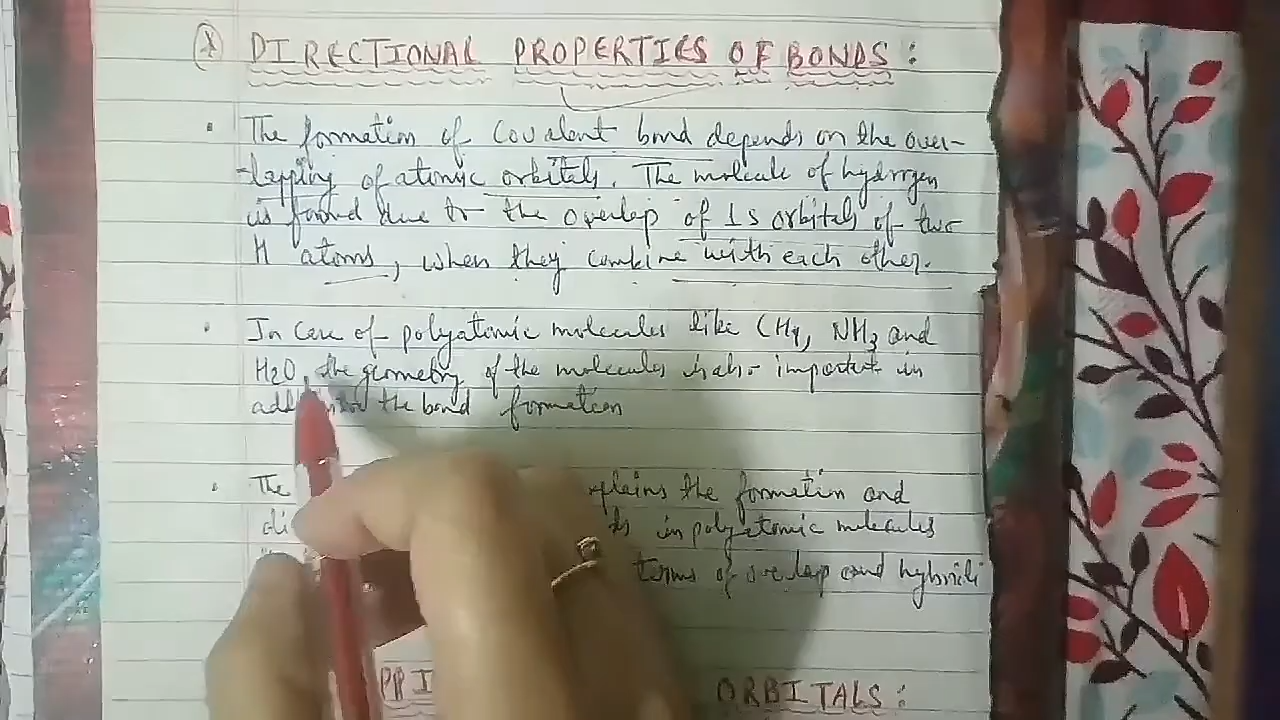 DIRECTIONAL PROPERTIES OF BONDS :
The formation of Covalent bond depends on the over-
-lapping of atomic orbitals. The molecule of hydrogen
is formed due to the overlap of 1s orbitals of two
H atoms, when they combine with each other.
In case of polyatomic molecules like CH4, NH3 and
H2O, the geometry of the molecules is also important in
the bond formation
The explains the formation and
in polyatomic molecules
terms of overlap and hybridi
ORBITALS :